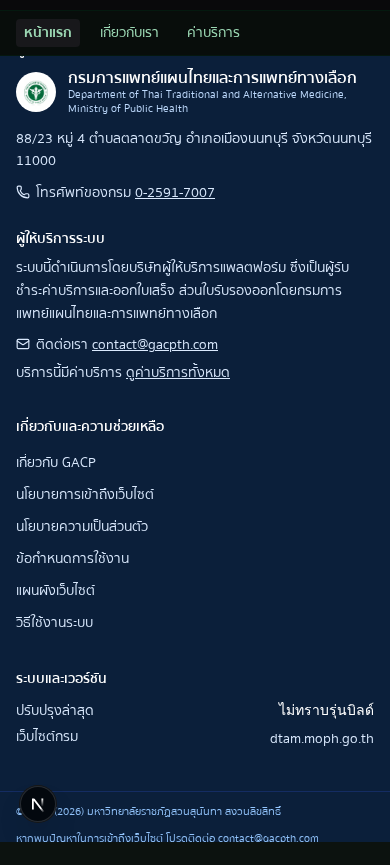 หน้าแรก เกี่ยวกับเรา ค่าบริการ
กรมการแพทย์แผนไทยและการแพทย์ทางเลือก
Department of Thai Traditional and Alternative Medicine,
Ministry of Public Health
88/23 หมู่ 4 ตำบลตลาดขวัญ อำเภอเมืองนนทบุรี จังหวัดนนทบุรี
11000
โทรศัพท์ของกรม 0-2591-7007
ผู้ให้บริการระบบ
ระบบนี้ดำเนินการโดยบริษัทผู้ให้บริการแพลตฟอร์ม ซึ่งเป็นผู้รับ
ชำระค่าบริการและออกใบเสร็จ ส่วนใบรับรองออกโดยกรมการ
แพทย์แผนไทยและการแพทย์ทางเลือก
ติดต่อเรา contact@gacpth.com
บริการนี้มีค่าบริการ ดูค่าบริการทั้งหมด
เกี่ยวกับและความช่วยเหลือ
เกี่ยวกับ GACP
นโยบายการเข้าถึงเว็บไซต์
นโยบายความเป็นส่วนตัว
ข้อกำหนดการใช้งาน
แผนผังเว็บไซต์
วิธีใช้งานระบบ
ระบบและเวอร์ชัน
ปรับปรุงล่าสุด ไม่ทราบรุ่นบิลด์
เว็บไซต์กรม dtam.moph.go.th
© (2026) มหาวิทยาลัยราชภัฏสวนสุนันทา สงวนลิขสิทธิ์
หากพบปัญหาในการเข้าถึงเว็บไซต์ โปรดติดต่อ contact@gacpth.com